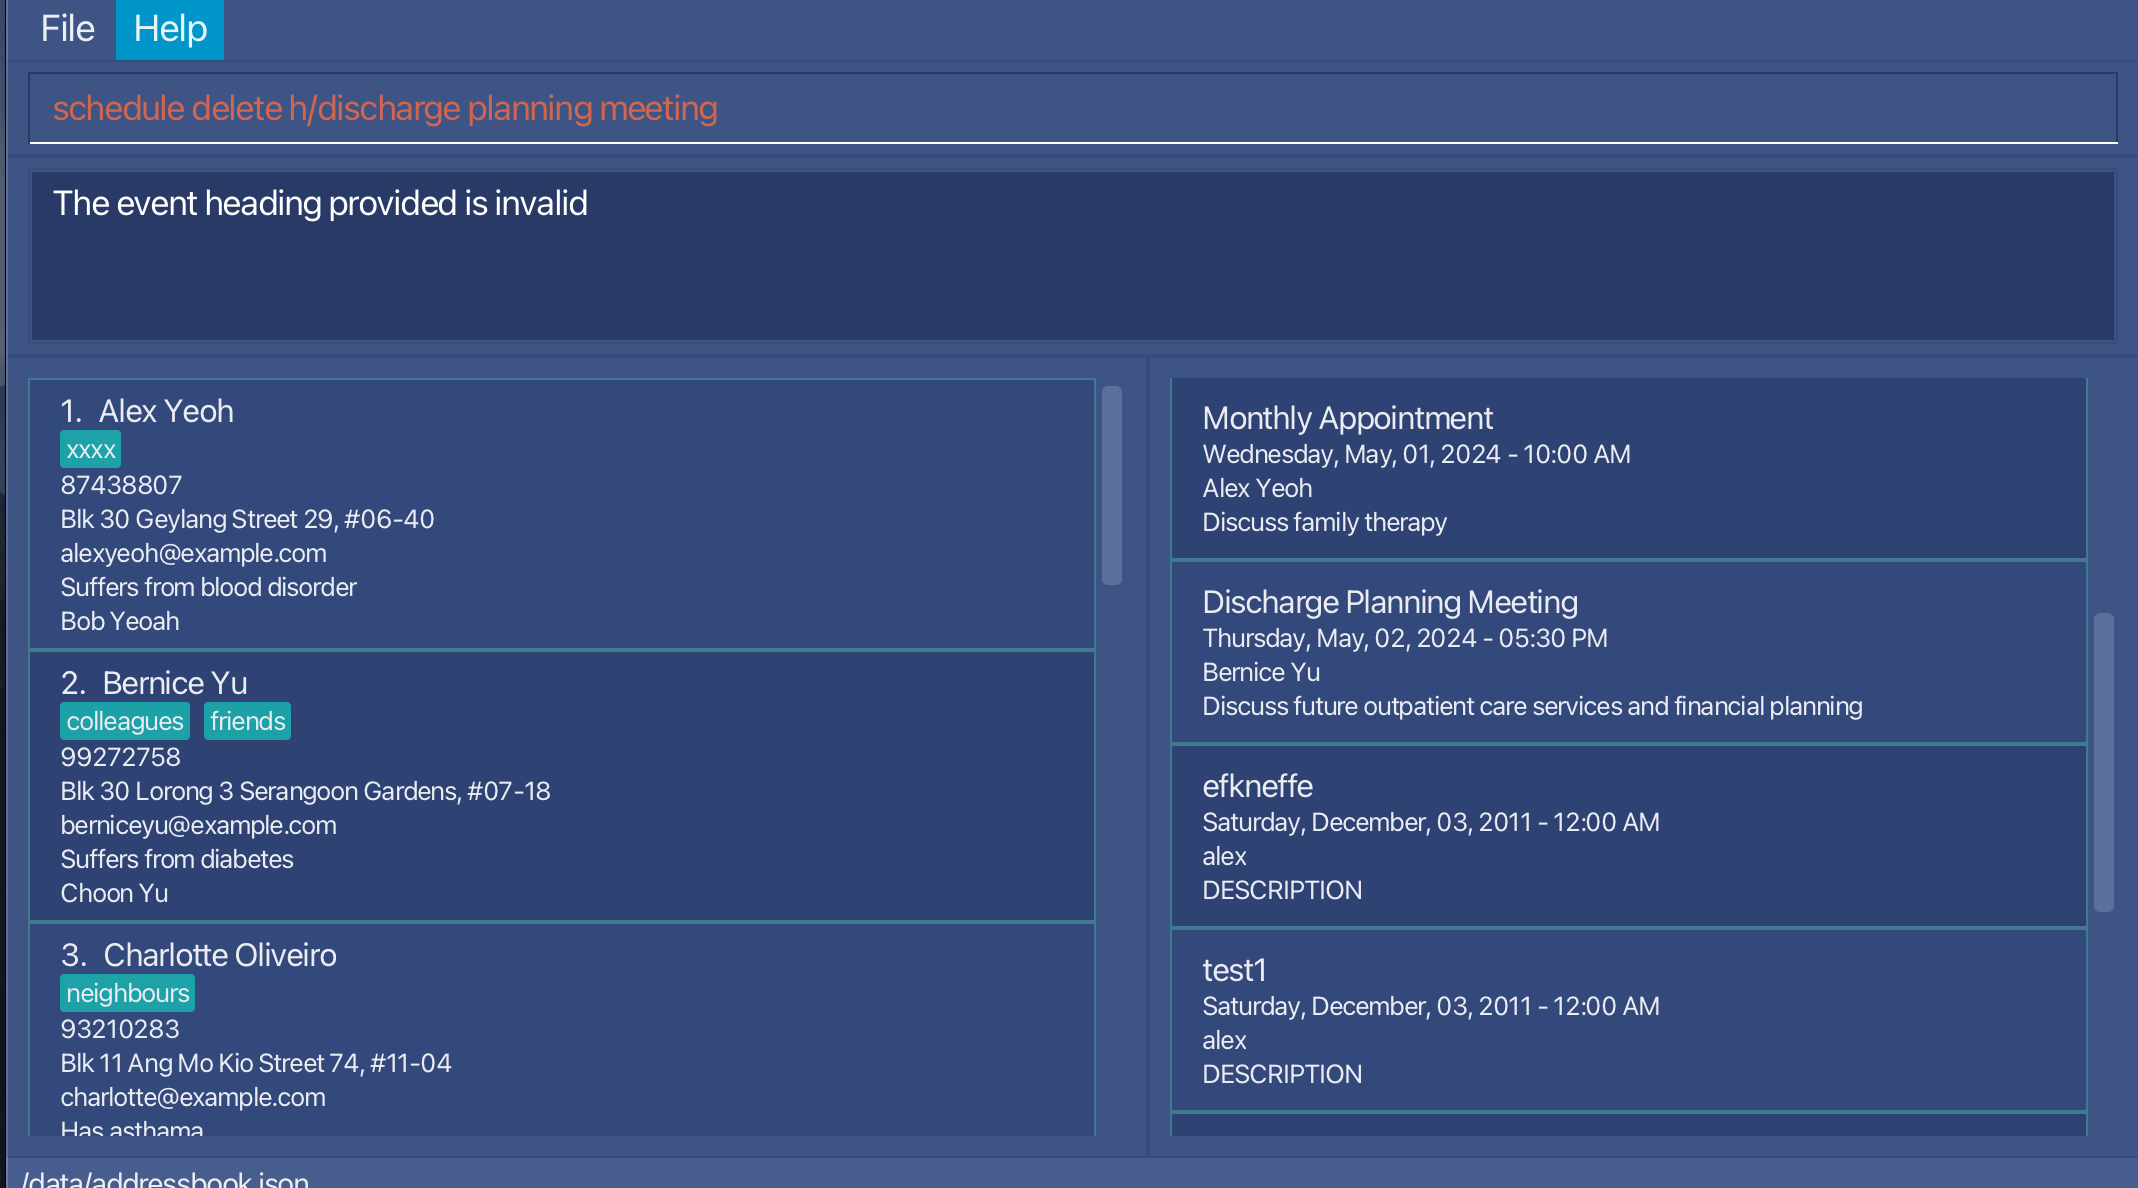 File Help
schedule delete h/discharge planning meeting
The event heading provided is invalid
1. Alex Yeoh
xxxx
87438807
Blk 30 Geylang Street 29, #06-40
alexyeoh@example.com
Suffers from blood disorder
Bob Yeoah
2. Bernice Yu
colleagues friends
99272758
Blk 30 Lorong 3 Serangoon Gardens, #07-18
berniceyu@example.com
Suffers from diabetes
Choon Yu
3. Charlotte Oliveiro
neighbours
93210283
Blk 11 Ang Mo Kio Street 74, #11-04
charlotte@example.com
Has asthama
Monthly Appointment
Wednesday, May, 01, 2024 - 10:00 AM
Alex Yeoh
Discuss family therapy
Discharge Planning Meeting
Thursday, May, 02, 2024 - 05:30 PM
Bernice Yu
Discuss future outpatient care services and financial planning
efkneffe
Saturday, December, 03, 2011 - 12:00 AM
alex
DESCRIPTION
test1
Saturday, December, 03, 2011 - 12:00 AM
alex
DESCRIPTION
/data/addressbook.json